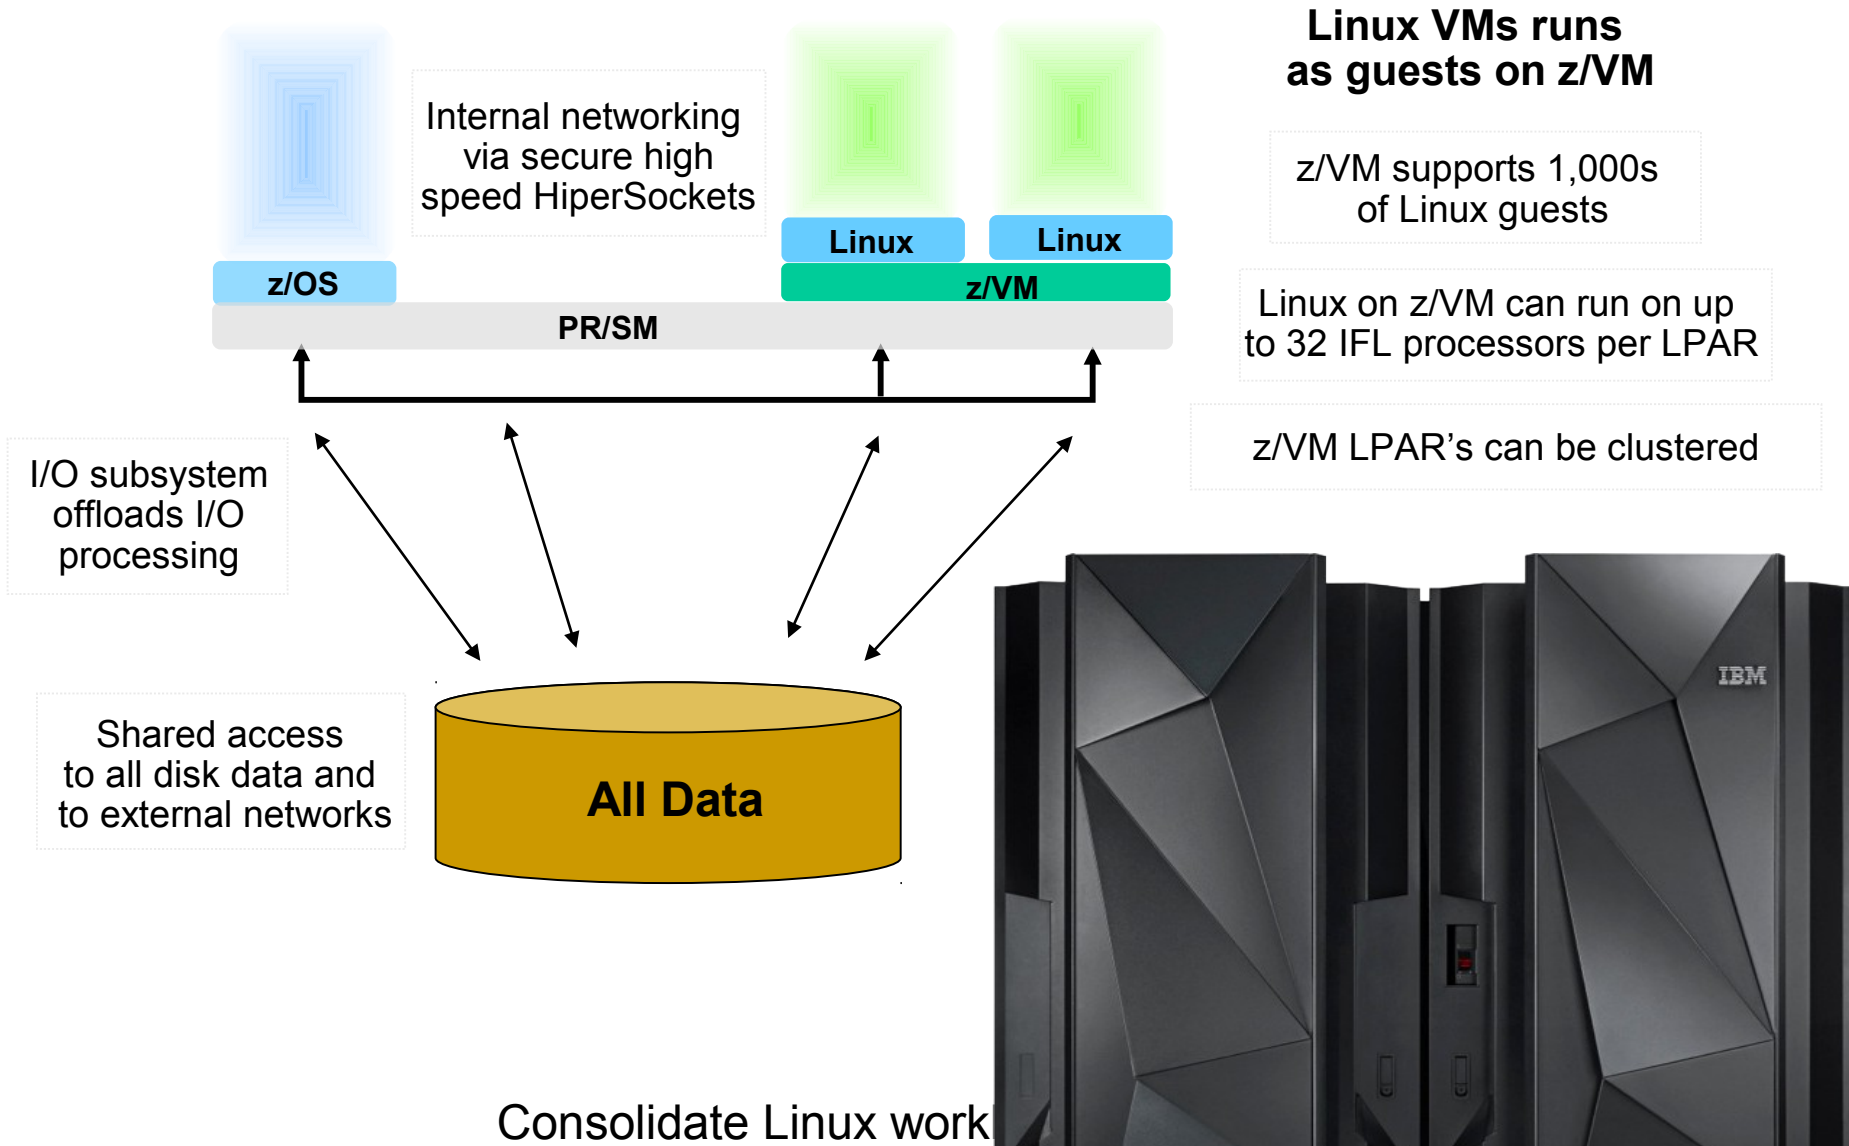 Linux VMs runs
as guests on z/VM
Internal networking
via secure high
speed HiperSockets
z/VM supports 1,000s
of Linux guests
Linux
Linux
z/OS
z/VM
PR/SM
Linux on z/VM can run on up
to 32 IFL processors per LPAR
z/VM LPAR’s can be clustered
I/O subsystem
offloads I/O
processing
IBM
Shared access
to all disk data and
to external networks
All Data
Consolidate Linux work